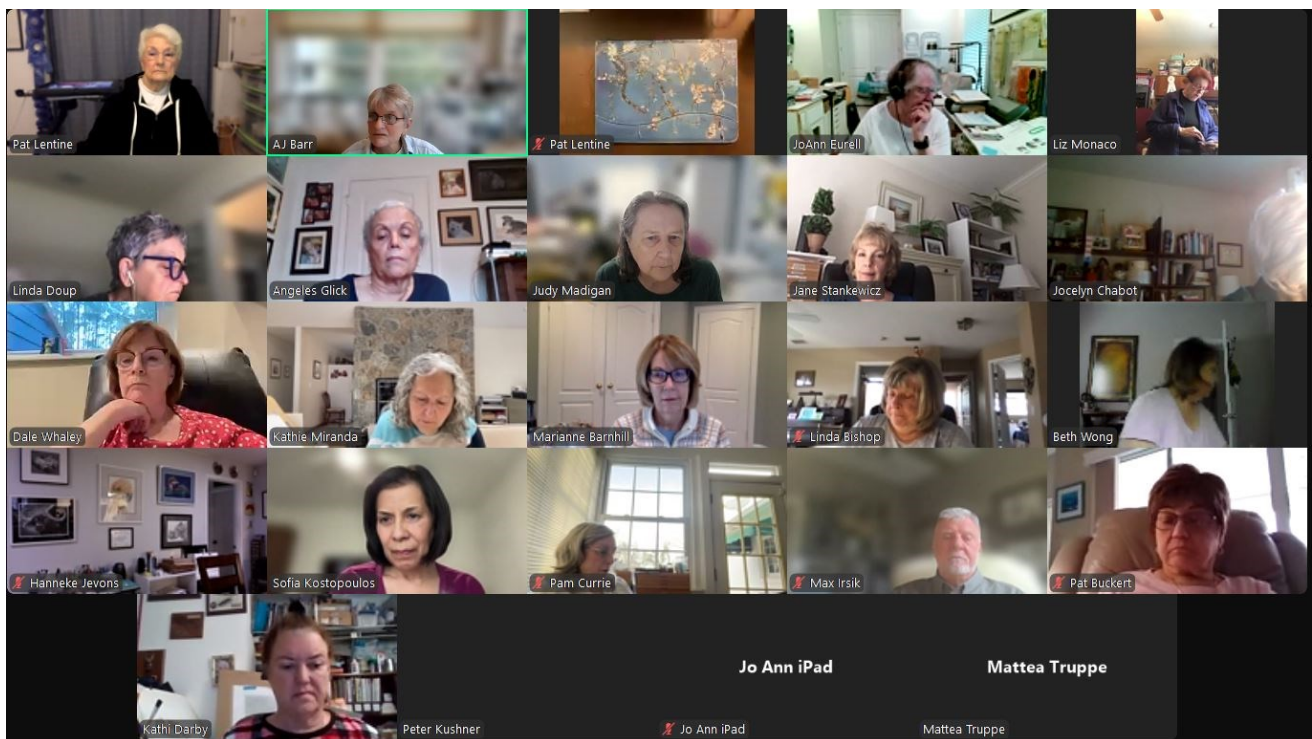 Pat Lentine
AJ Barr
Pat Lentine
JoAnn Eurell
Liz Monaco
Linda Doup
Angeles Glick
Judy Madigan
Jane Stankewicz
Jocelyn Chabot
Dale Whaley
Kathie Miranda
Marianne Barnhill
Linda Bishop
Beth Wong
Hanneke Jevons
Sofia Kostopoulos
Pam Currie
Max Irsik
Pat Buckert
Jo Ann iPad
Mattea Truppe
Kathi Darby
Peter Kushner
Jo Ann iPad
Mattea Truppe